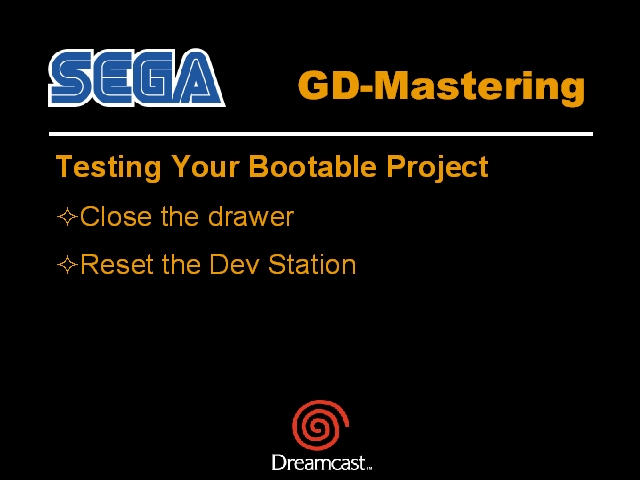 SEGA
GD-Mastering
Testing Your Bootable Project
Close the drawer
Reset the Dev Station
Dreamcast™